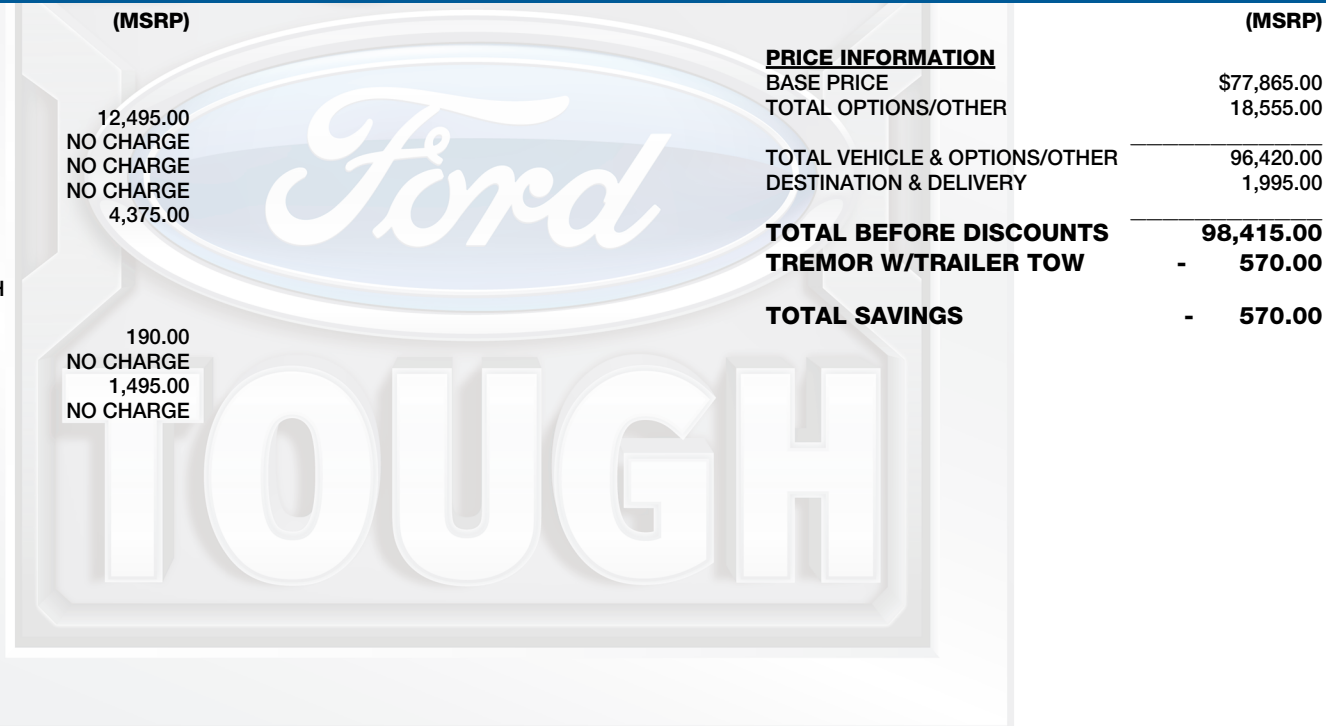 (MSRP)
12,495.00
NO CHARGE
NO CHARGE
NO CHARGE
4,375.00
H
190.00
NO CHARGE
1,495.00
NO CHARGE
Ford
TOUGH
(MSRP)
PRICE INFORMATION
BASE PRICE $77,865.00
TOTAL OPTIONS/OTHER 18,555.00
TOTAL VEHICLE & OPTIONS/OTHER 96,420.00
DESTINATION & DELIVERY 1,995.00
TOTAL BEFORE DISCOUNTS 98,415.00
TREMOR W/TRAILER TOW - 570.00
TOTAL SAVINGS - 570.00